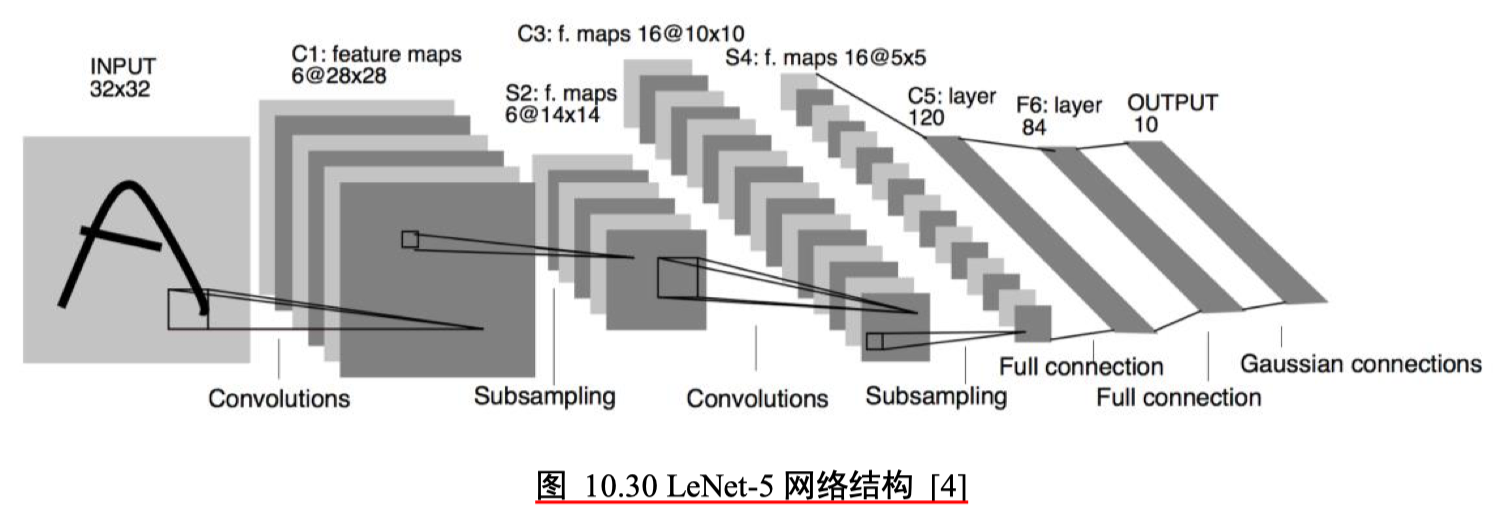 INPUT
32x32
C1: feature maps
6@28x28
S2: f. maps
6@14x14
C3: f. maps 16@10x10
S4: f. maps 16@5x5
C5: layer
120
F6: layer
84
OUTPUT
10
Convolutions
Subsampling
Convolutions
Subsampling
Full connection
Full connection
Gaussian connections
图 10.30 LeNet-5 网络结构 [4]